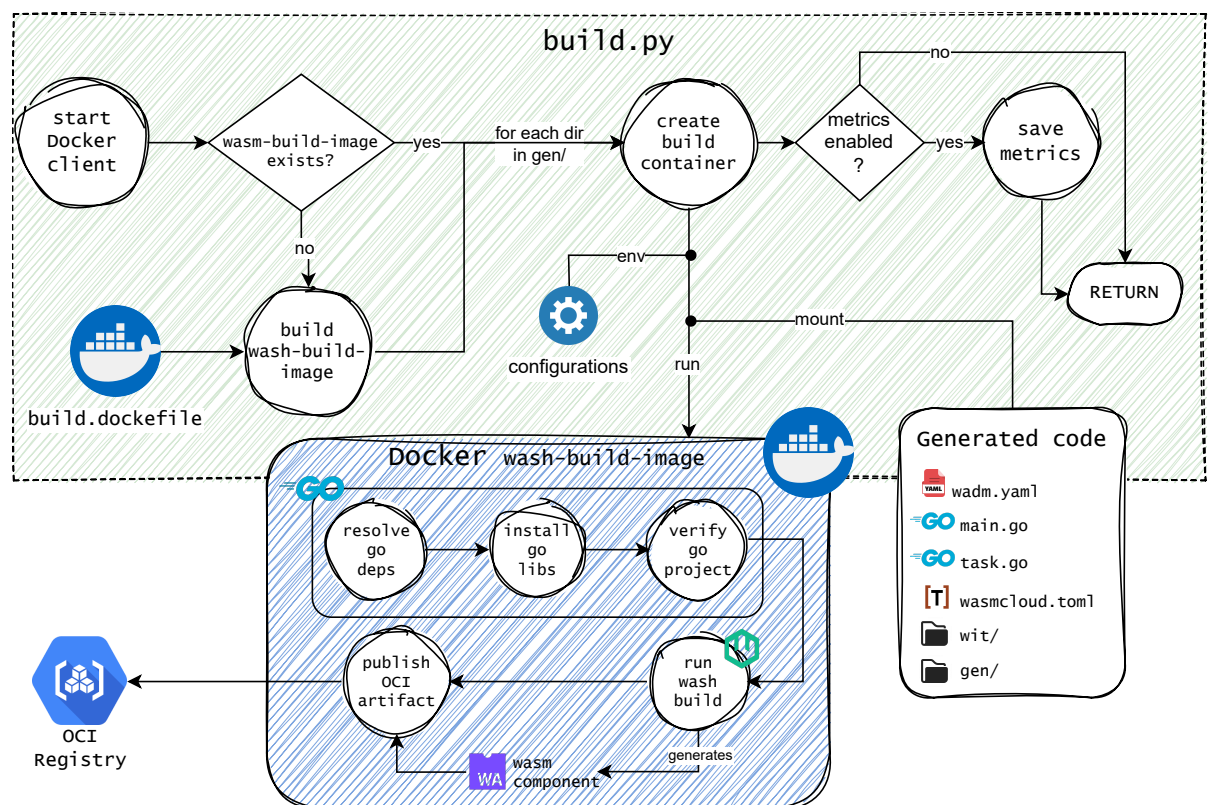 build.py
start
Docker
client
wasm-build-image
exists?
yes
no
for each dir
in gen/
create
build
container
metrics
enabled
?
no
yes
save
metrics
RETURN
build
wash-build-
image
build.dockefile
env
configurations
mount
run
Generated code
YAML
wadm.yaml
GO
main.go
GO
task.go
[T]
wasmcloud.toml
wit/
gen/
Docker wash-build-image
GO
resolve
go
deps
install
go
libs
verify
go
project
run
wash
build
publish
OCI
artifact
generates
WA
wasm
component
OCI
Registry